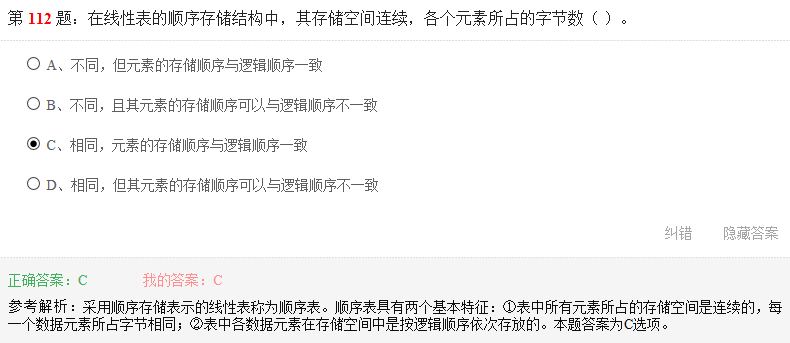 第 112 题：在线性表的顺序存储结构中，其存储空间连续，各个元素所占的字节数（ ）。
A、不同，但元素的存储顺序与逻辑顺序一致
B、不同，且其元素的存储顺序可以与逻辑顺序不一致
C、相同，元素的存储顺序与逻辑顺序一致
D、相同，但其元素的存储顺序可以与逻辑顺序不一致
纠错 隐藏答案
正确答案：C 我的答案：C
参考解析：采用顺序存储表示的线性表称为顺序表。顺序表具有两个基本特征：①表中所有元素所占的存储空间是连续的，每
一个数据元素所占字节相同；②表中各数据元素在存储空间中是按逻辑顺序依次存放的。本题答案为C选项。